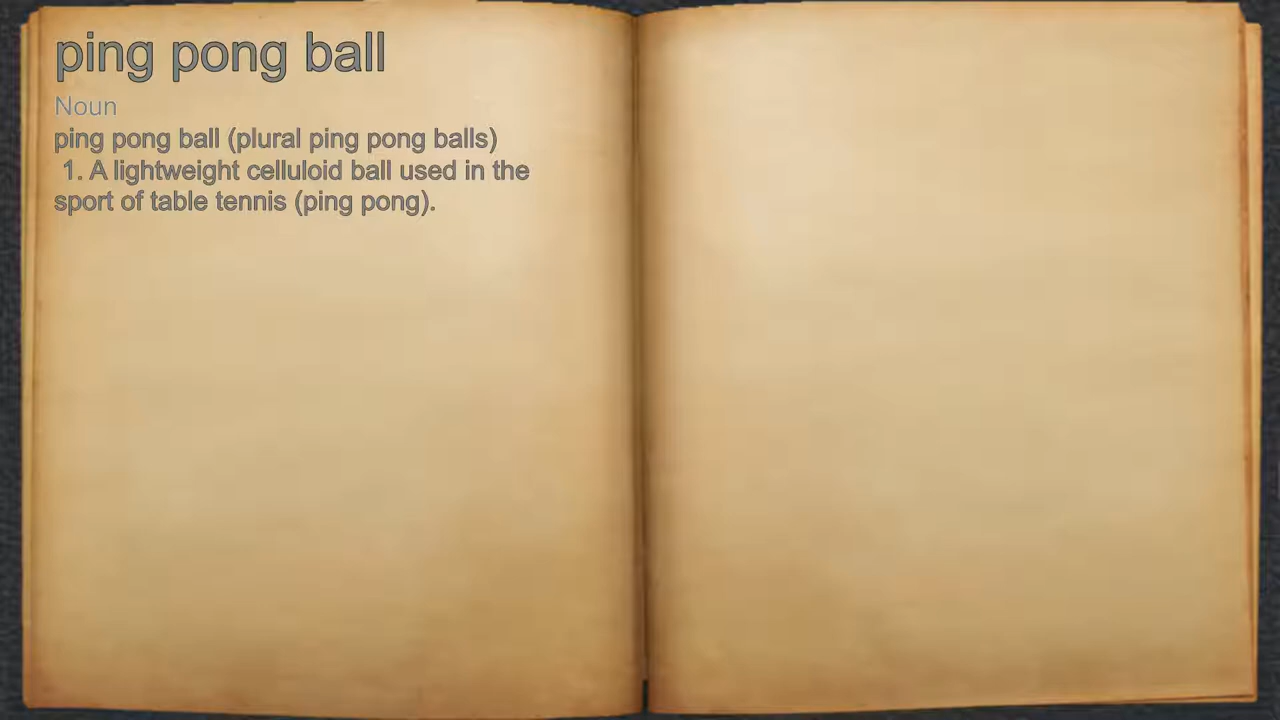 ping pong ball
Noun
ping pong ball (plural ping pong balls)
1. A lightweight celluloid ball used in the
sport of table tennis (ping pong).